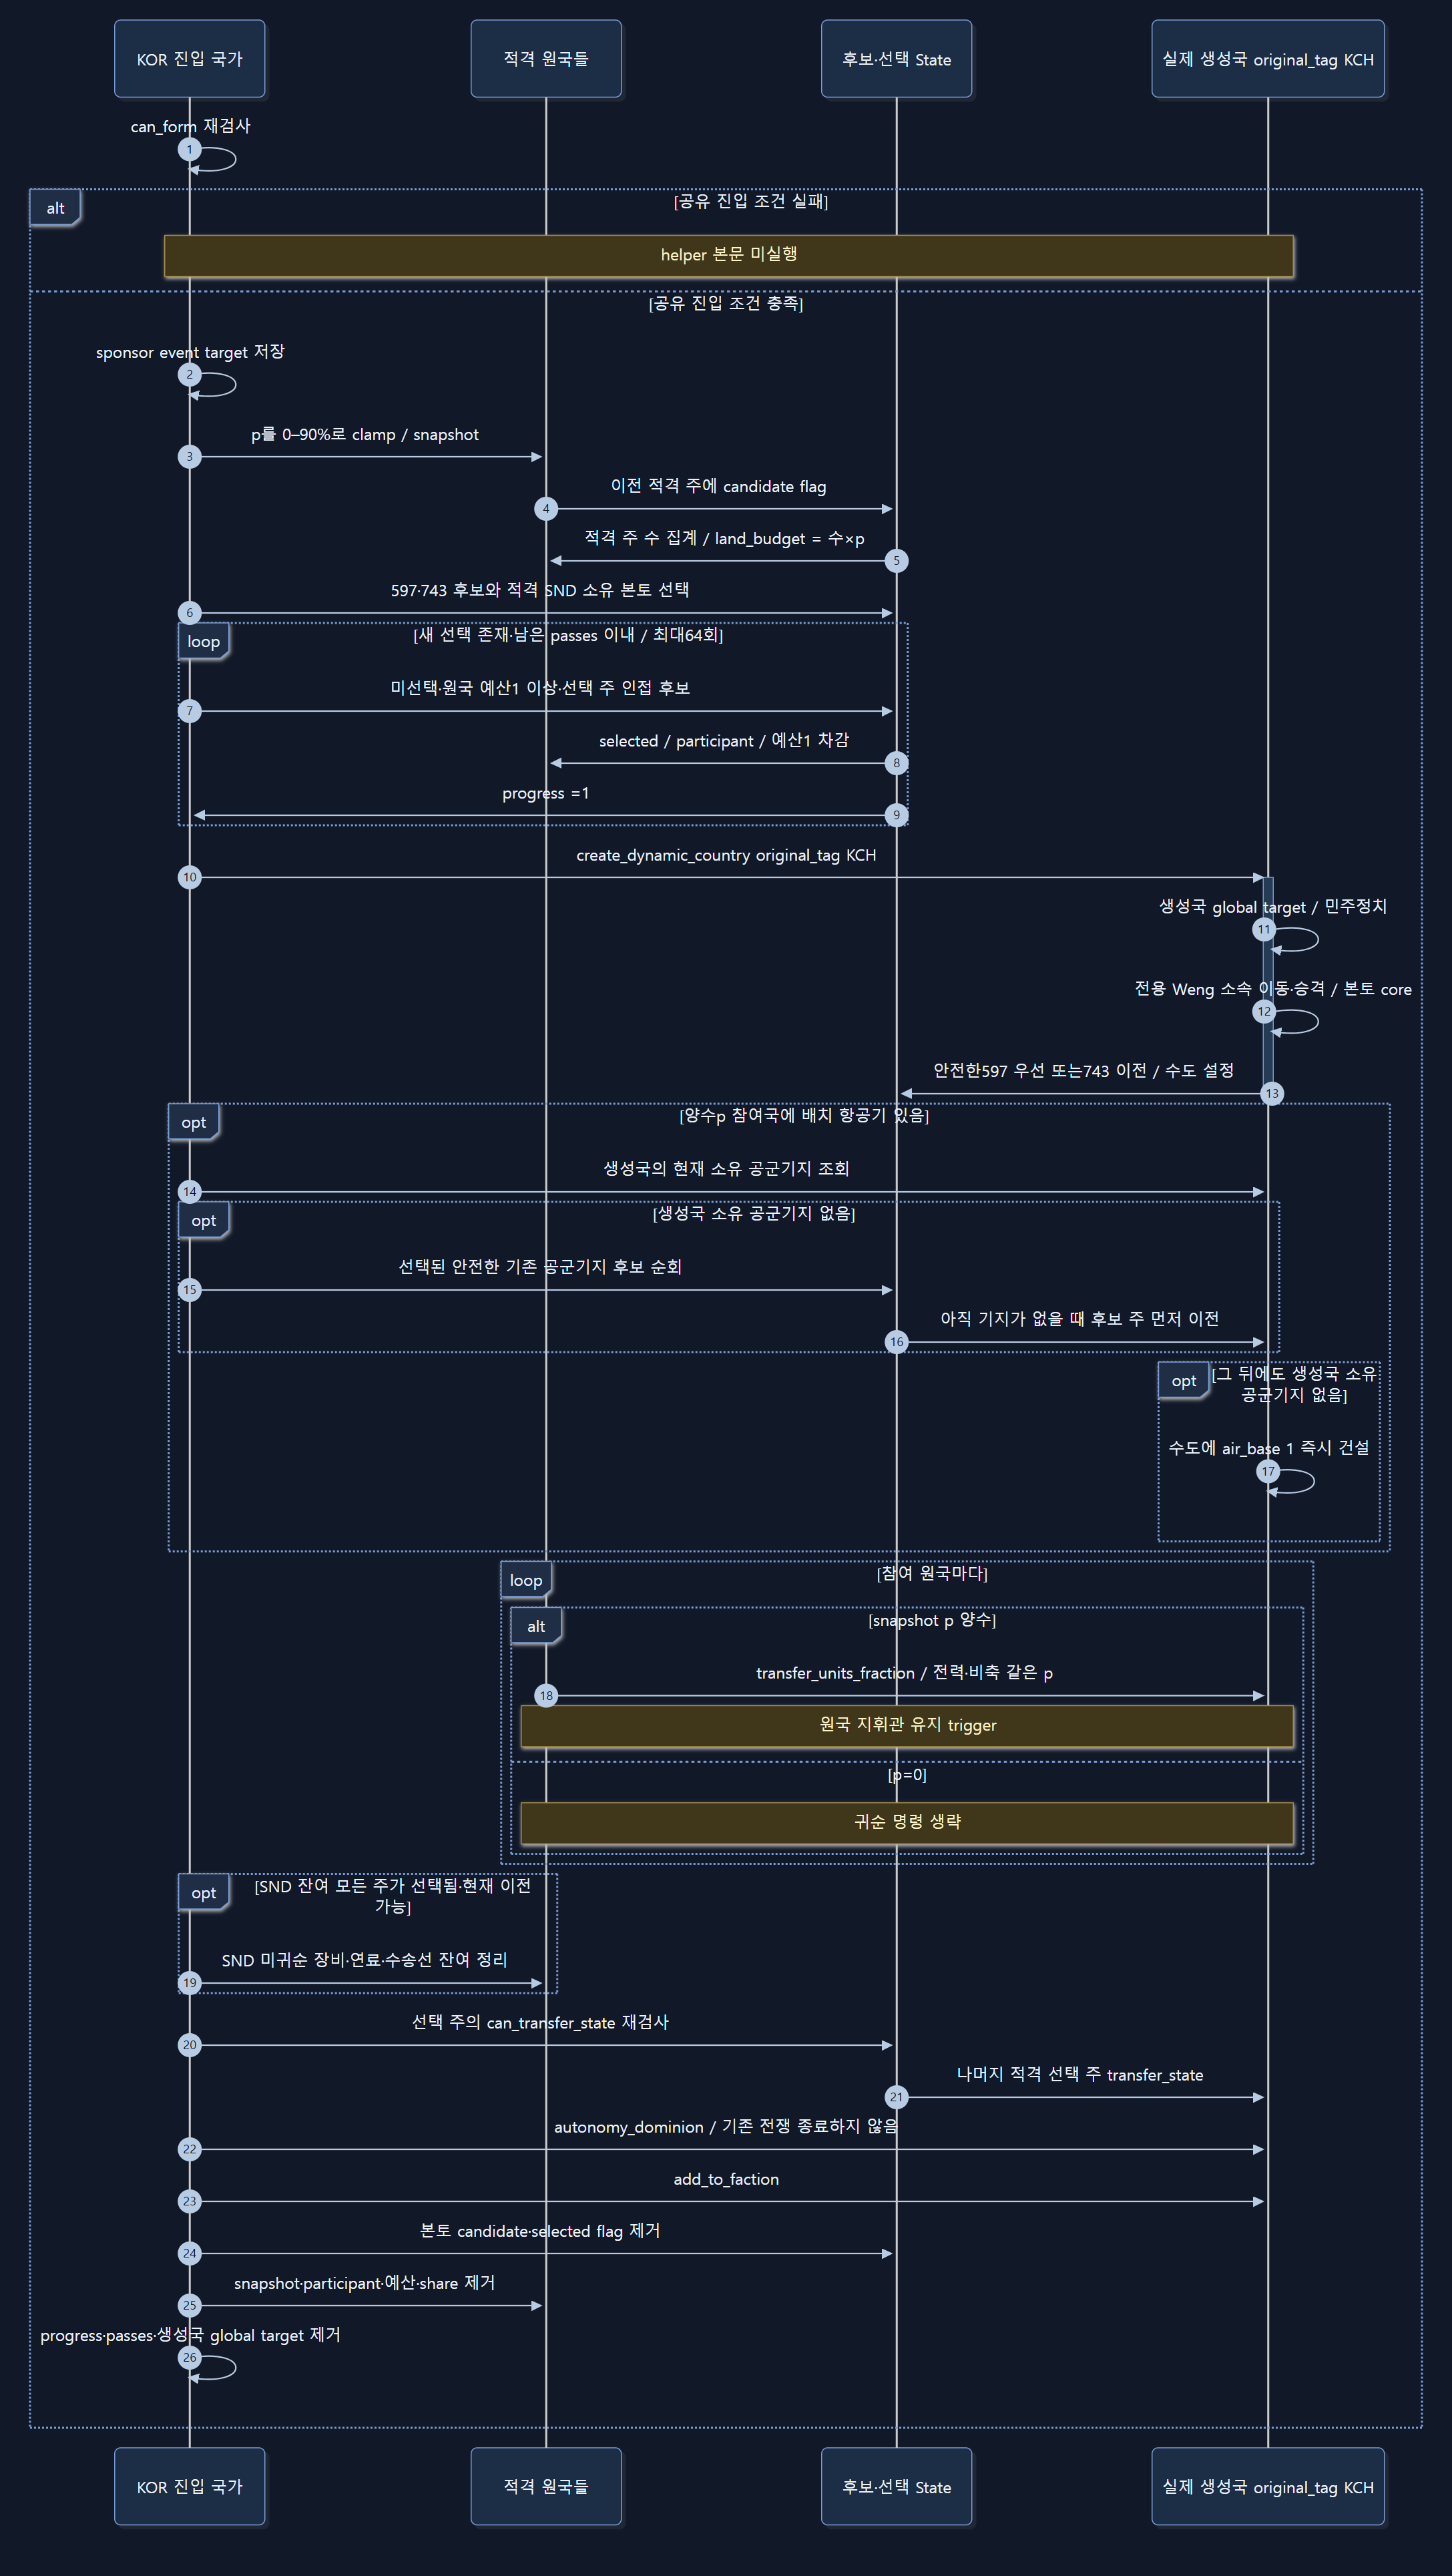 KOR 진입 국가
적격 원국들
후보·선택 State
실제 생성국 original_tag KCH
can_form 재검사
1
alt
[공유 진입 조건 실패]
helper 본문 미실행
[공유 진입 조건 충족]
sponsor event target 저장
2
p를 0–90%로 clamp / snapshot
3
이전 적격 주에 candidate flag
4
적격 주 수 집계 / land_budget = 수×p
5
597·743 후보와 적격 SND 소유 본토 선택
6
loop
[새 선택 존재·남은 passes 이내 / 최대64회]
미선택·원국 예산1 이상·선택 주 인접 후보
7
selected / participant / 예산1 차감
8
progress =1
9
create_dynamic_country original_tag KCH
10
생성국 global target / 민주정치
11
전용 Weng 소속 이동·승격 / 본토 core
12
안전한597 우선 또는743 이전 / 수도 설정
13
opt
[양수p 참여국에 배치 항공기 있음]
생성국의 현재 소유 공군기지 조회
14
opt
[생성국 소유 공군기지 없음]
선택된 안전한 기존 공군기지 후보 순회
15
아직 기지가 없을 때 후보 주 먼저 이전
16
opt
[그 뒤에도 생성국 소유
공군기지 없음]
수도에 air_base 1 즉시 건설
17
loop
[참여 원국마다]
alt
[snapshot p 양수]
transfer_units_fraction / 전력·비축 같은 p
18
원국 지휘관 유지 trigger
[p=0]
귀순 명령 생략
opt
[SND 잔여 모든 주가 선택됨·현재 이전
가능]
SND 미귀순 장비·연료·수송선 잔여 정리
19
선택 주의 can_transfer_state 재검사
20
나머지 적격 선택 주 transfer_state
21
autonomy_dominion / 기존 전쟁 종료하지 않음
22
add_to_faction
23
본토 candidate·selected flag 제거
24
snapshot·participant·예산·share 제거
25
progress·passes·생성국 global target 제거
26
KOR 진입 국가
적격 원국들
후보·선택 State
실제 생성국 original_tag KCH